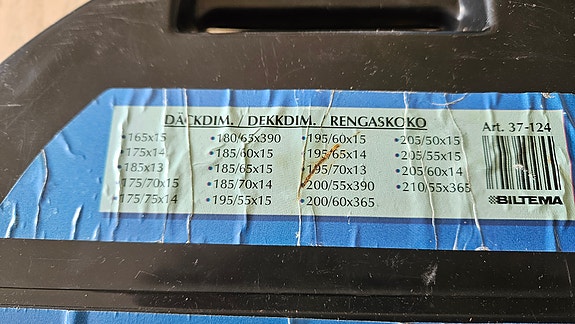 DÄCKDIM. / DEKKDIM. / RENGASKOKO
•165x15
•175x14
•185x13
•175/70x15
•175/75x14
•180/65x390
•185/60x15
•185/65x15
•185/70x14
•195/55x15
•195/60x15
•195/65x14
•195/70x13
•200/55x390
•200/60x365
•205/50x15
•205/55x15
•205/60x14
•210/55x365
Art. 37-124
BILTEMA